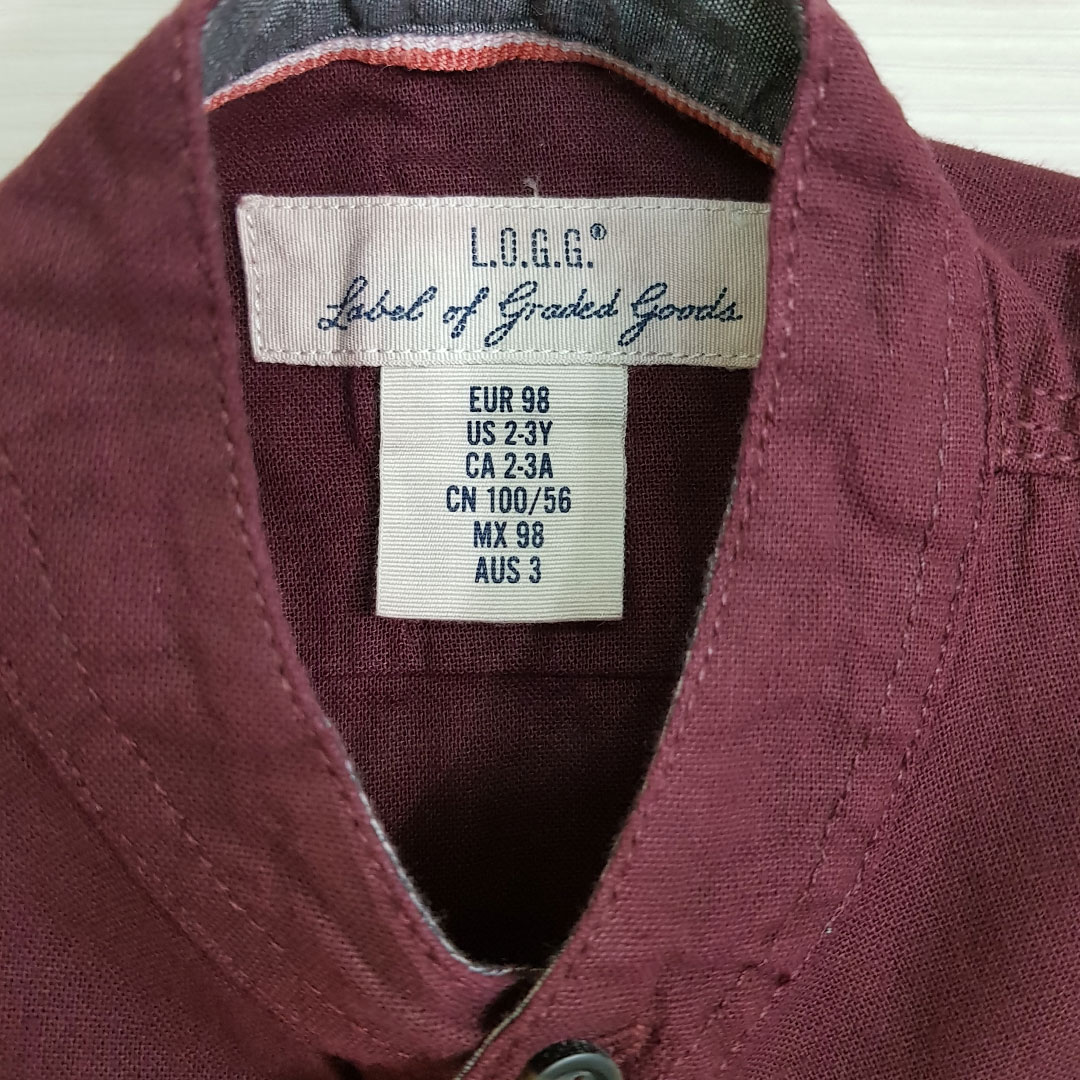 L.O.G.G.®
Label of Graded Goods
EUR 98
US 2-3Y
CA 2-3A
CN 100/56
MX 98
AUS 3